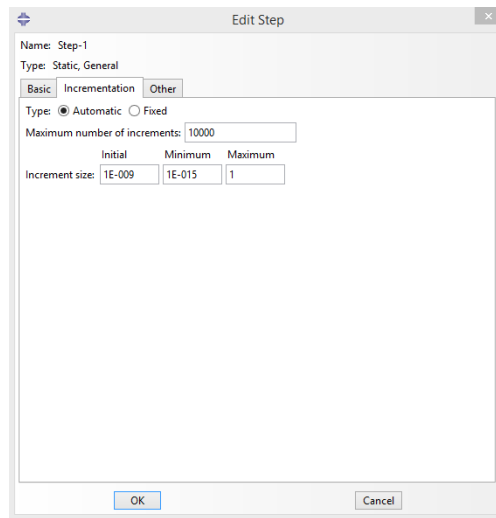 Edit Step
Name: Step-1
Type: Static, General
Basic Incrementation Other
Type: Automatic Fixed
Maximum number of increments: 10000
Initial Minimum Maximum
Increment size: 1E-009 1E-015 1
OK Cancel